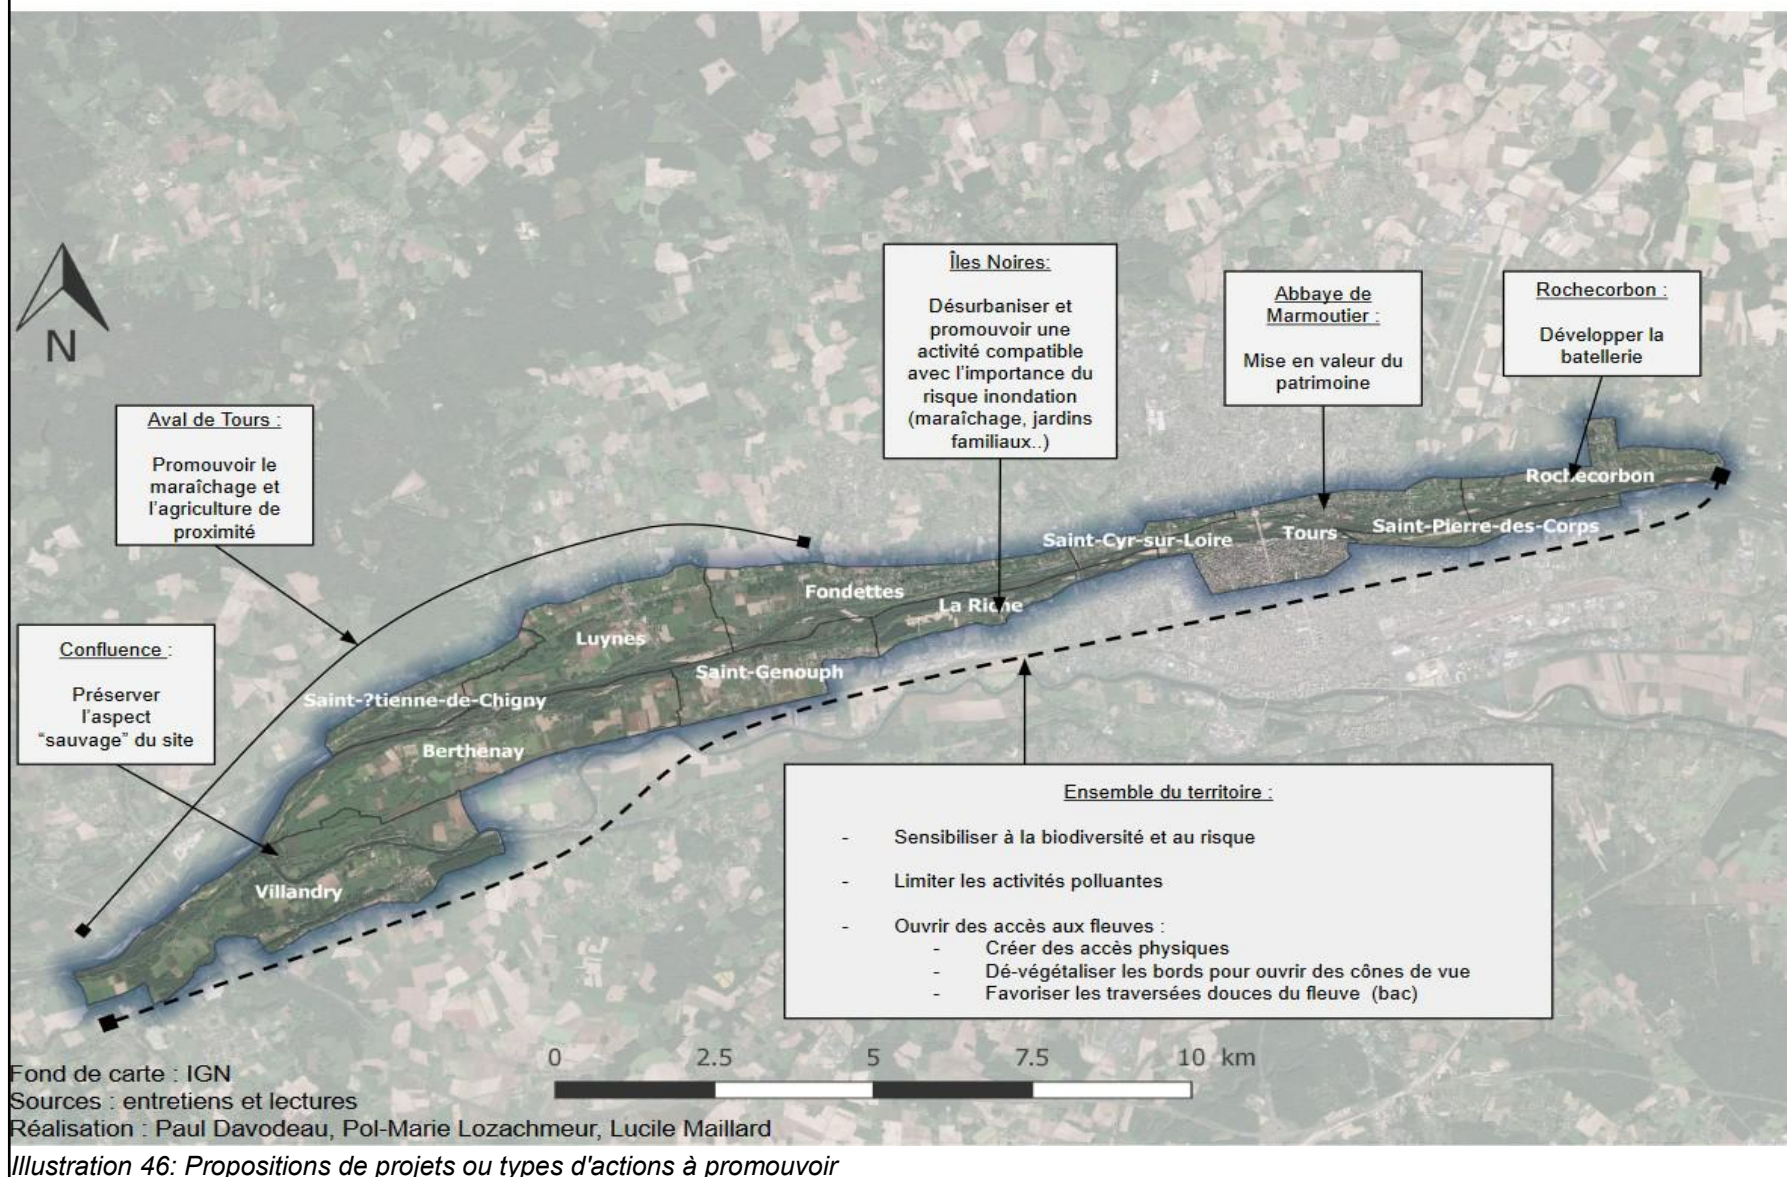 Îles Noires:
Désurbaniser et
promouvoir une
activité compatible
avec l'importance du
risque inondation
(maraîchage, jardins
familiaux..)
Abbaye de
Marmoutier :
Mise en valeur du
patrimoine
Rochecorbon :
Développer la
batellerie
N
Aval de Tours :
Promouvoir le
maraîchage et
l'agriculture de
proximité
Confluence :
Préserver
l'aspect
“sauvage” du site
Rochecorbon
Saint-Pierre-des-Corps
Tours
Saint-Cyr-sur-Loire
Fondettes
La Riche
Luynes
Saint-Genouph
Saint-?tienne-de-Chigny
Berthenay
Villandry
Ensemble du territoire :
- Sensibiliser à la biodiversité et au risque
- Limiter les activités polluantes
- Ouvrir des accès aux fleuves :
- Créer des accès physiques
- Dé-végétaliser les bords pour ouvrir des cônes de vue
- Favoriser les traversées douces du fleuve (bac)
0 2.5 5 7.5 10 km
Fond de carte : IGN
Sources : entretiens et lectures
Réalisation : Paul Davodeau, Pol-Marie Lozachmeur, Lucile Maillard
Illustration 46: Propositions de projets ou types d'actions à promouvoir